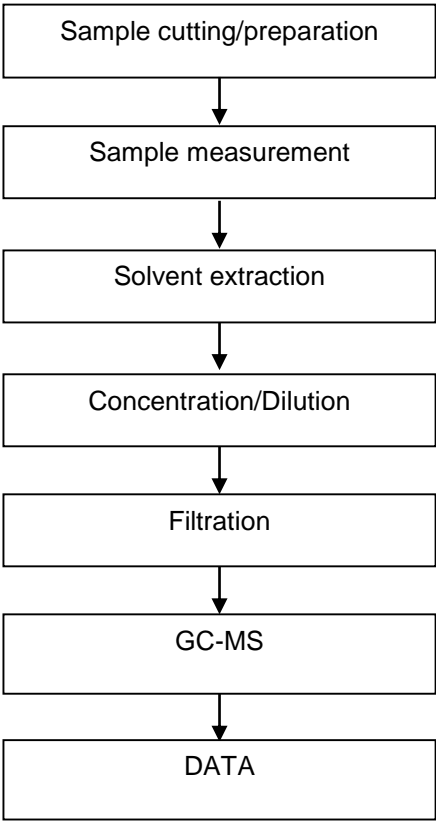 Sample cutting/preparation
Sample measurement
Solvent extraction
Concentration/Dilution
Filtration
GC-MS
DATA